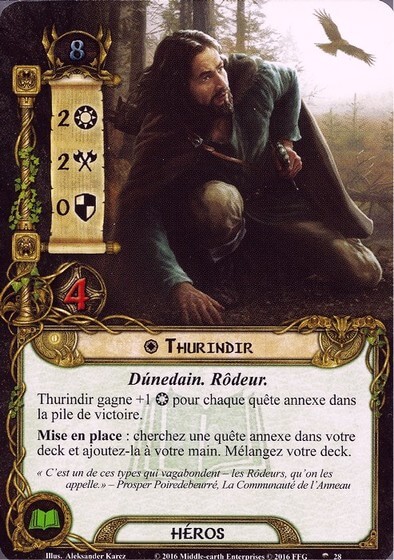 8
2
2
0
4
Thurindir
Dúnedain. Rôdeur.
Thurindir gagne +1 pour chaque quête annexe dans
la pile de victoire.
Mise en place : cherchez une quête annexe dans votre
deck et ajoutez-la à votre main. Mélangez votre deck.
« C'est un de ces types qui vagabondent – les Rôdeurs, qu'on les
appelle.» – Prosper Poiredebeurré, La Communauté de l'Anneau
HÉROS
Illus. Aleksander Karcz © 2016 Middle-earth Enterprises © 2016 FFG 28